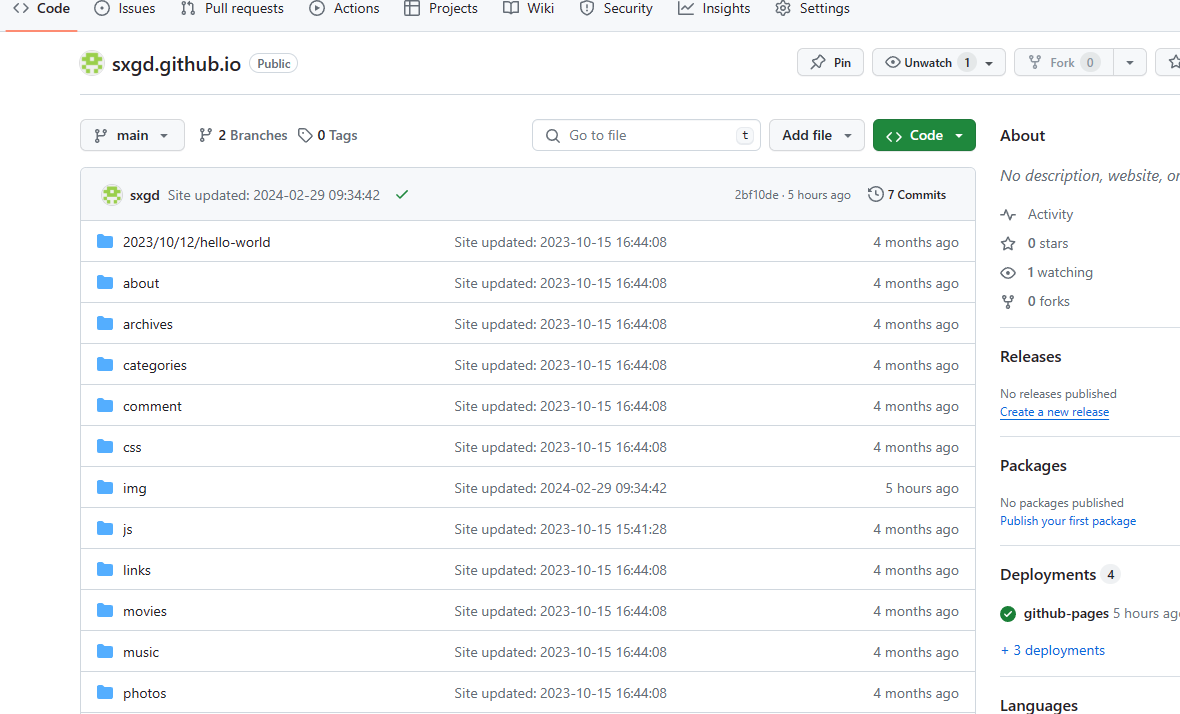 Code Issues Pull requests Actions Projects Wiki Security Insights Settings
sxgd.github.io Public Pin Unwatch 1 Fork 0
main 2 Branches 0 Tags Go to file t Add file Code
sxgd Site updated: 2024-02-29 09:34:42 2bf10de · 5 hours ago 7 Commits
2023/10/12/hello-world Site updated: 2023-10-15 16:44:08 4 months ago
about Site updated: 2023-10-15 16:44:08 4 months ago
archives Site updated: 2023-10-15 16:44:08 4 months ago
categories Site updated: 2023-10-15 16:44:08 4 months ago
comment Site updated: 2023-10-15 16:44:08 4 months ago
css Site updated: 2023-10-15 16:44:08 4 months ago
img Site updated: 2024-02-29 09:34:42 5 hours ago
js Site updated: 2023-10-15 15:41:28 4 months ago
links Site updated: 2023-10-15 16:44:08 4 months ago
movies Site updated: 2023-10-15 16:44:08 4 months ago
music Site updated: 2023-10-15 16:44:08 4 months ago
photos Site updated: 2023-10-15 16:44:08 4 months ago
About
No description, website, or
Activity
0 stars
1 watching
0 forks
Releases
No releases published
Create a new release
Packages
No packages published
Publish your first package
Deployments 4
github-pages 5 hours ago
+ 3 deployments
Languages